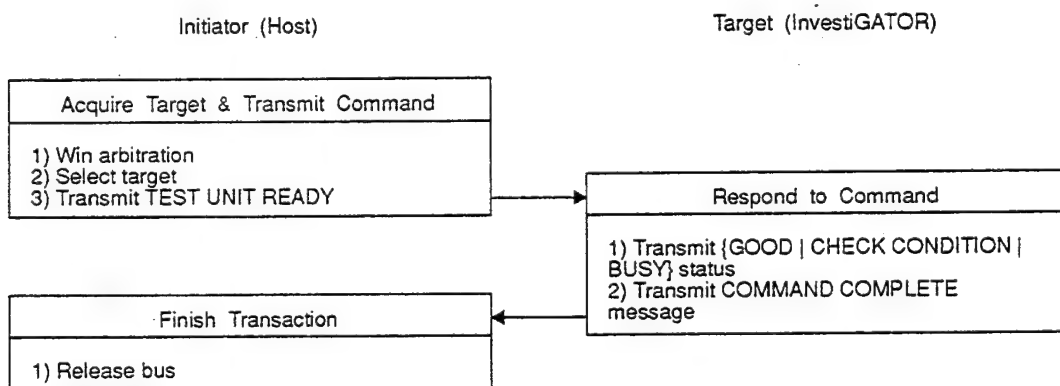 Initiator (Host)
Target (InvestiGATOR)
Acquire Target & Transmit Command
1) Win arbitration
2) Select target
3) Transmit TEST UNIT READY
Respond to Command
1) Transmit {GOOD | CHECK CONDITION |
BUSY} status
2) Transmit COMMAND COMPLETE
message
Finish Transaction
1) Release bus